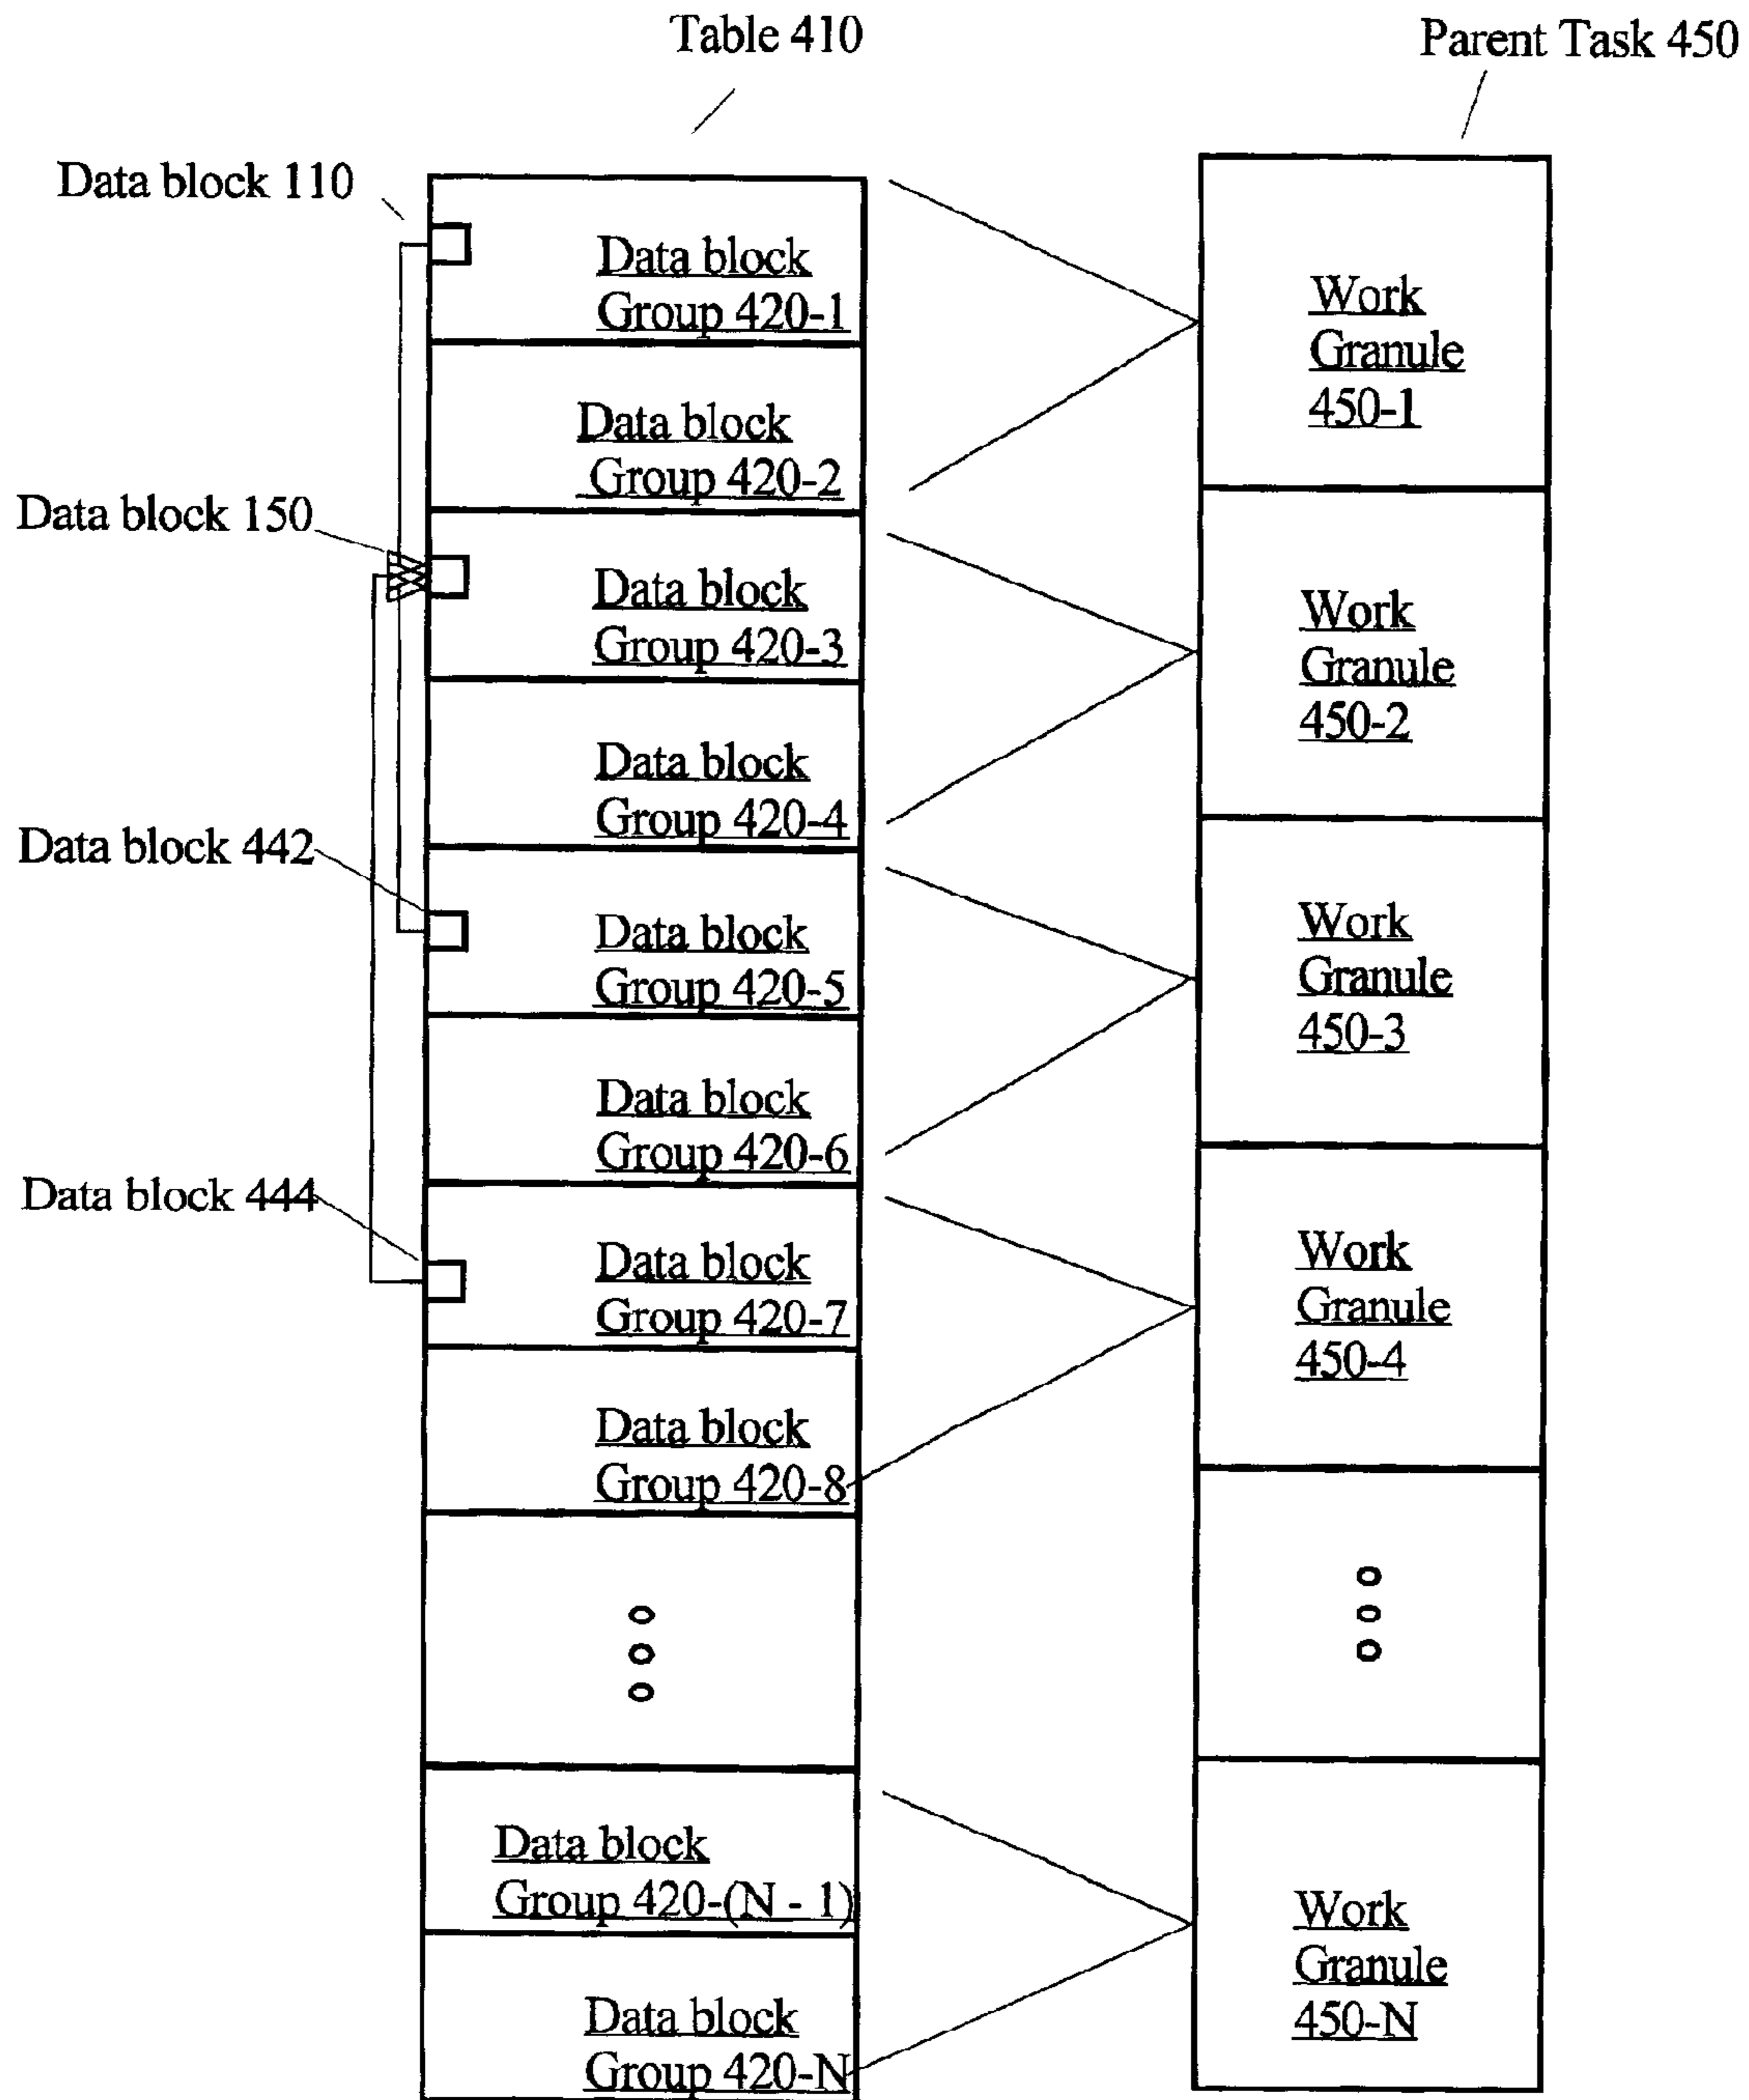 Table 410
Parent Task 450
Data block 110
Data block
Group 420-1
Work
Granule
450-1
Data block
Group 420-2
Data block 150
Data block
Group 420-3
Work
Granule
450-2
Data block
Group 420-4
Data block 442
Data block
Group 420-5
Work
Granule
450-3
Data block
Group 420-6
Data block 444
Data block
Group 420-7
Work
Granule
450-4
Data block
Group 420-8
Data block
Group 420-(N - 1)
Work
Granule
450-N
Data block
Group 420-N